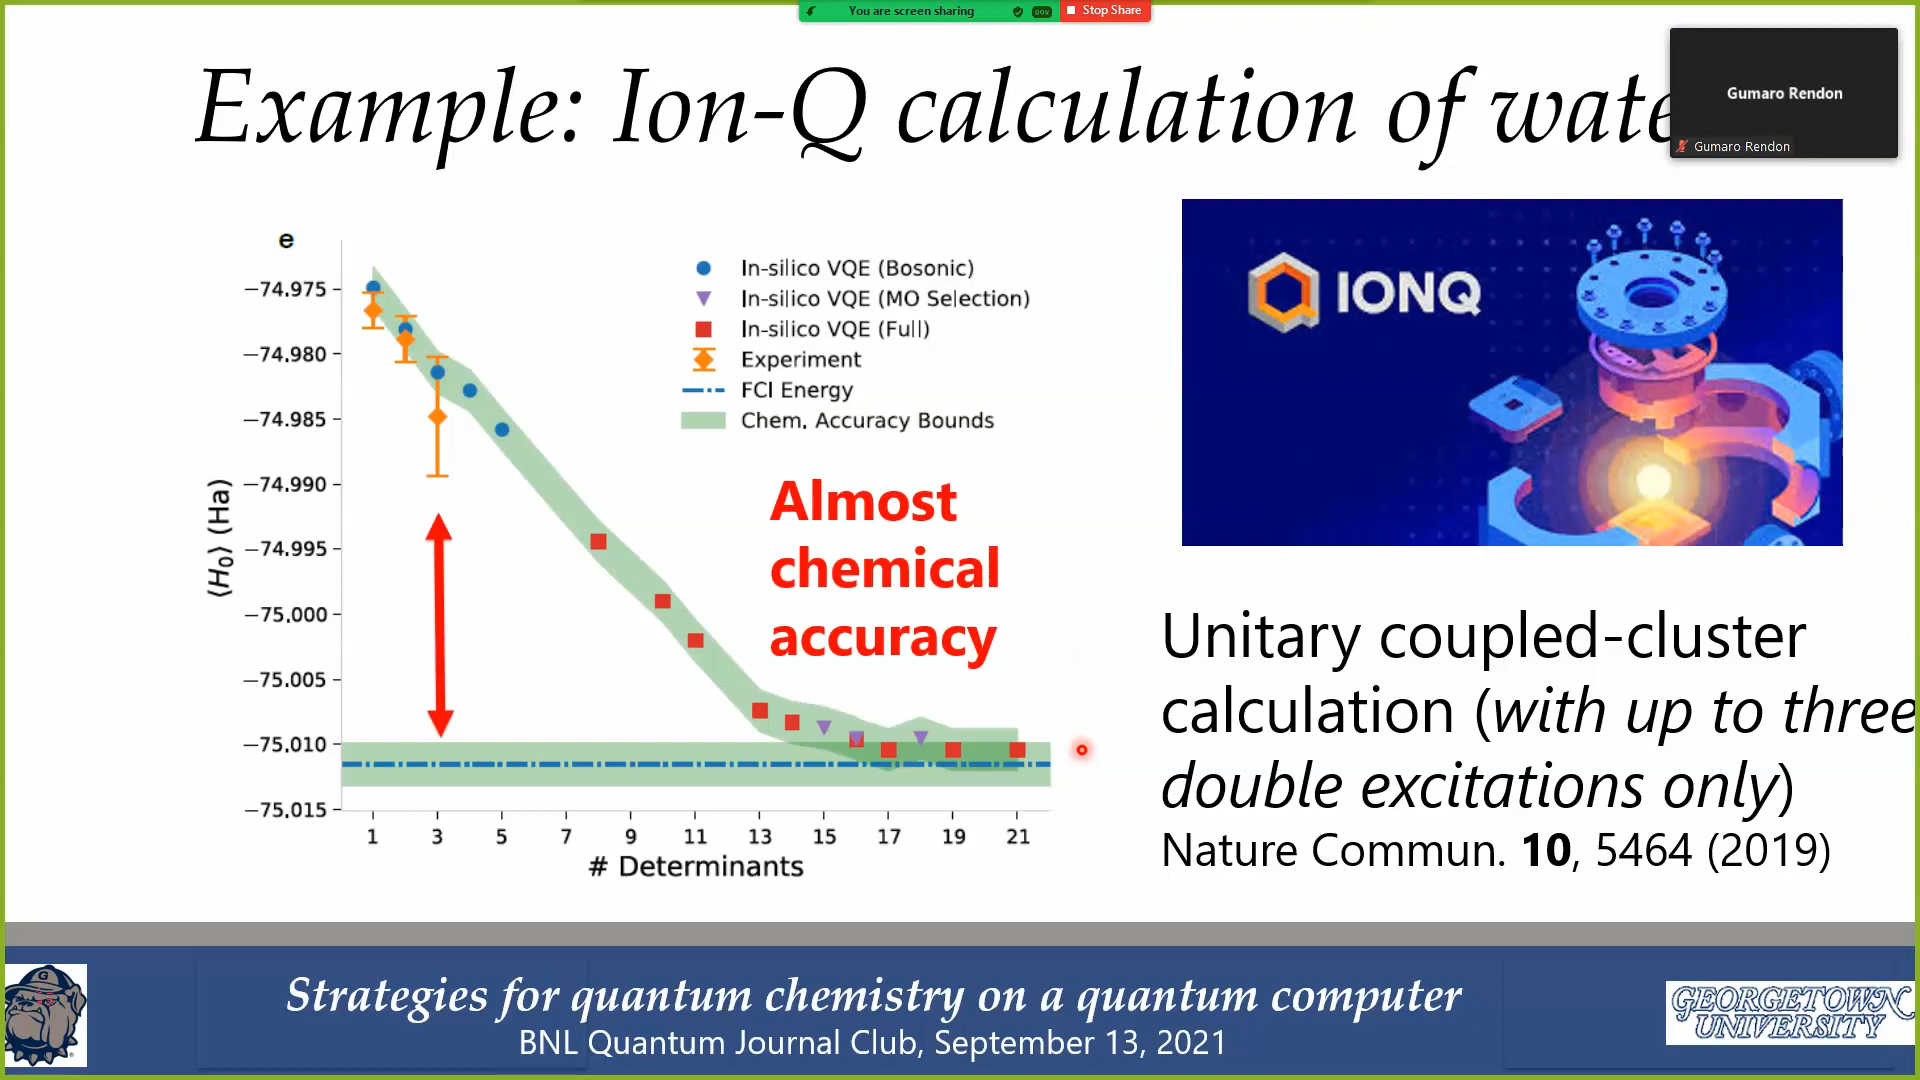 You are screen sharing
GOV
Stop Share
Example: Ion-Q calculation of wate
Gumaro Rendon
Gumaro Rendon
e
In-silico VQE (Bosonic)
In-silico VQE (MO Selection)
In-silico VQE (Full)
Experiment
FCI Energy
Chem. Accuracy Bounds
−74.975
−74.980
−74.985
−74.990
−74.995
−75.000
−75.005
−75.010
−75.015
⟨H₀⟩ (Ha)
1 3 5 7 9 11 13 15 17 19 21
# Determinants
Almost
chemical
accuracy
IONQ
Unitary coupled-cluster
calculation (with up to three
double excitations only)
Nature Commun. 10, 5464 (2019)
G
Strategies for quantum chemistry on a quantum computer
BNL Quantum Journal Club, September 13, 2021
GEORGETOWN
UNIVERSITY